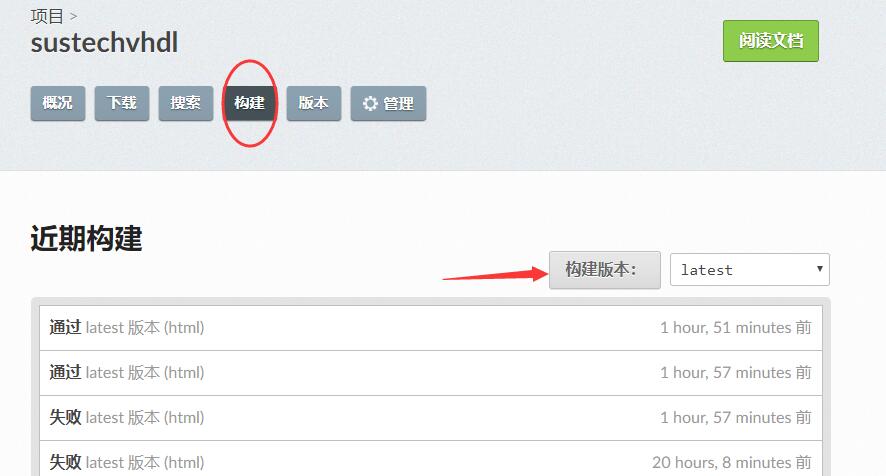 项目 >
sustechvhdl
阅读文档
概况 下载 搜索 构建 版本 管理
近期构建
构建版本： latest
通过 latest 版本 (html) 1 hour, 51 minutes 前
通过 latest 版本 (html) 1 hour, 57 minutes 前
失败 latest 版本 (html) 1 hour, 57 minutes 前
失败 latest 版本 (html) 20 hours, 8 minutes 前